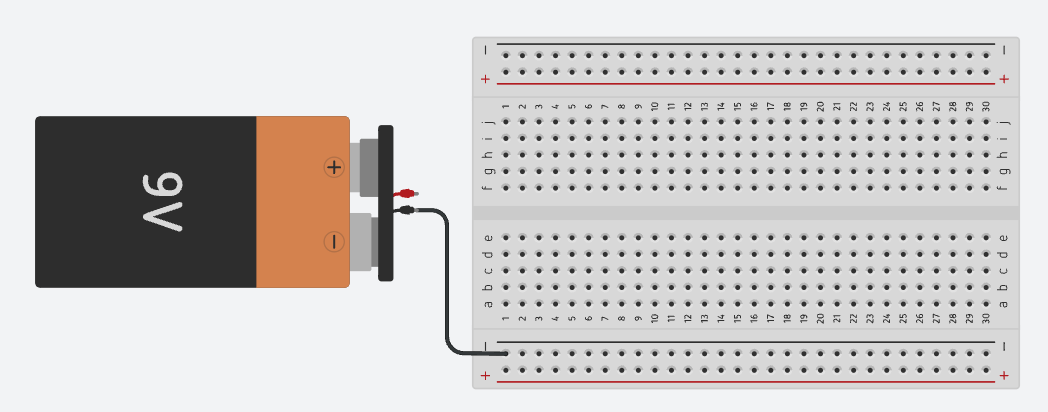 9V
+
−
− −
+ +
1 2 3 4 5 6 7 8 9 10 11 12 13 14 15 16 17 18 19 20 21 22 23 24 25 26 27 28 29 30
j j
i i
h h
g g
f f
e e
d d
c c
b b
a a
1 2 3 4 5 6 7 8 9 10 11 12 13 14 15 16 17 18 19 20 21 22 23 24 25 26 27 28 29 30
− −
+ +